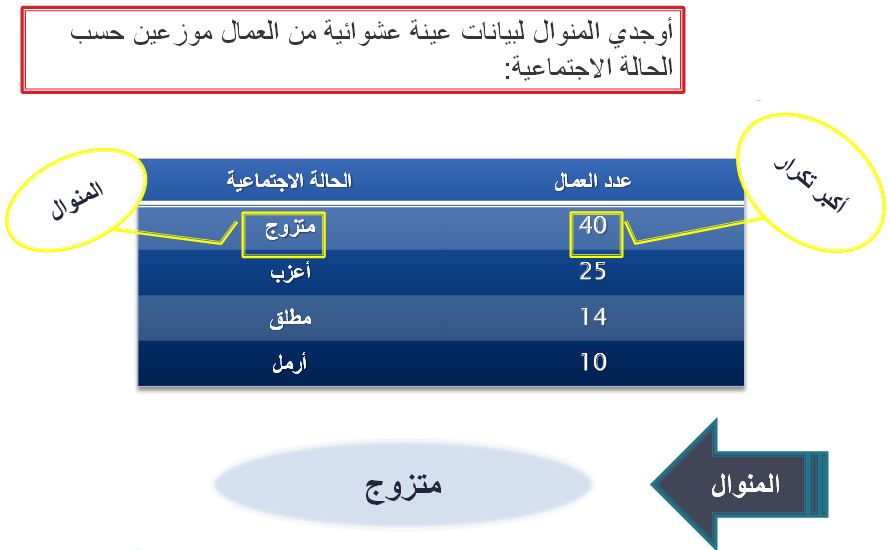 أوجدي المنوال لبيانات عينة عشوائية من العمال موزعين حسب
الحالة الاجتماعية:
أكبر تكرار
المنوال
عدد العمال الحالة الاجتماعية
40 متزوج
25 أعزب
14 مطلق
10 أرمل
المنوال
متزوج